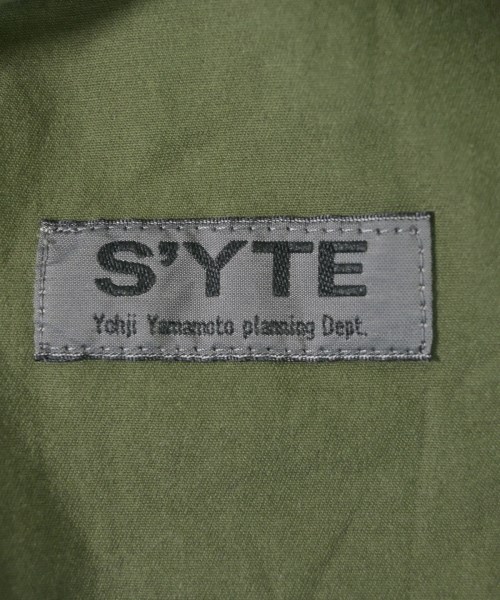 S'YTE
Yohji Yamamoto planning Dept.